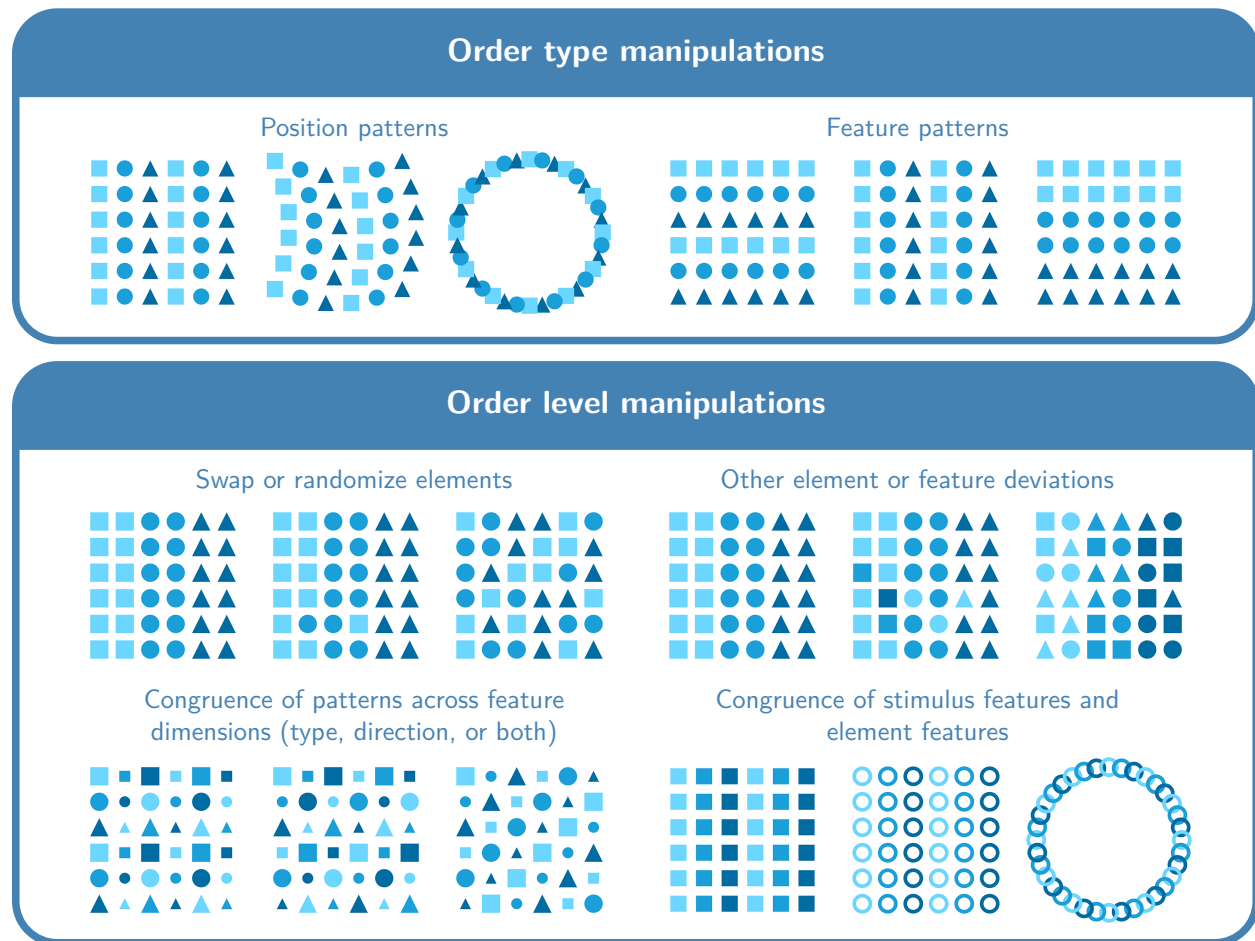 Order type manipulations
Position patterns
Feature patterns
Order level manipulations
Swap or randomize elements
Other element or feature deviations
Congruence of patterns across feature
dimensions (type, direction, or both)
Congruence of stimulus features and
element features